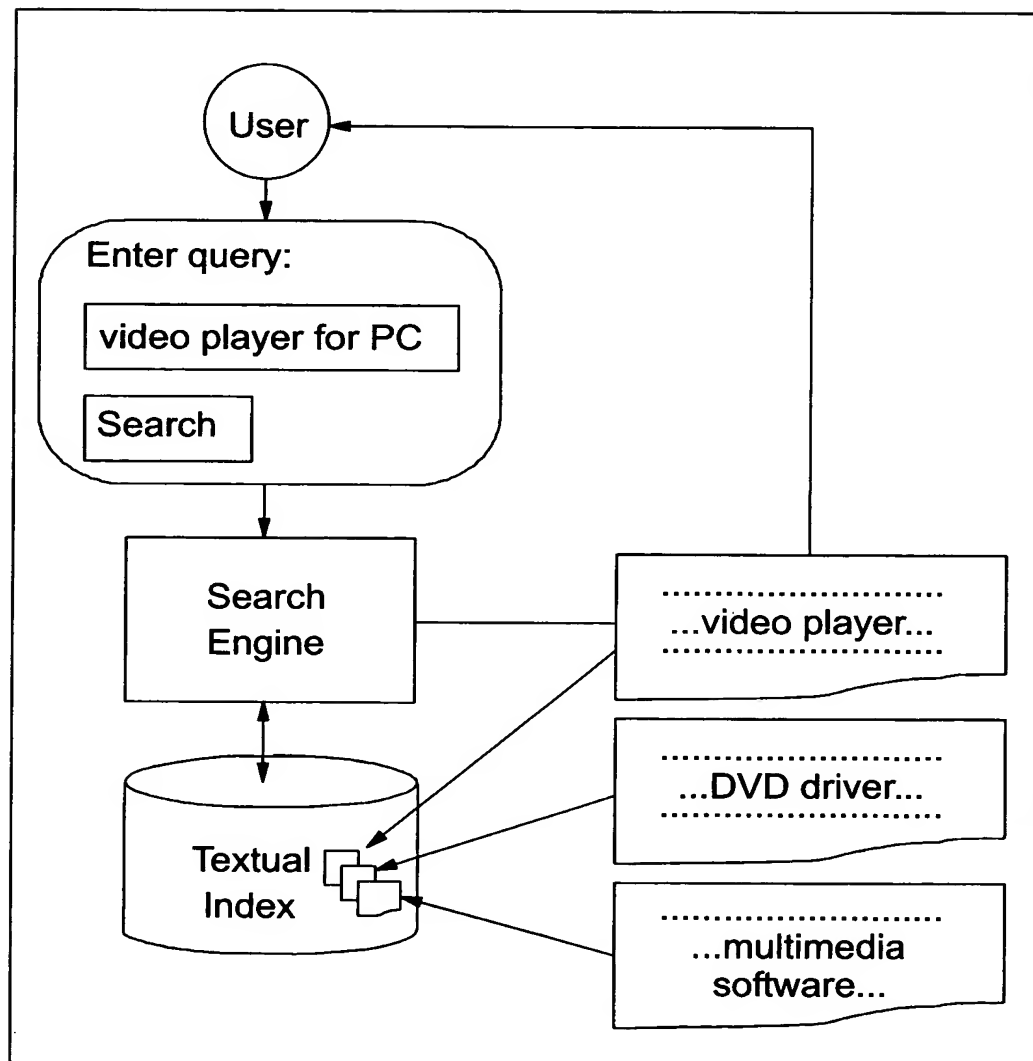 User
Enter query:
video player for PC
Search
Search
Engine
Textual
Index
...video player...
...DVD driver...
...multimedia
software...